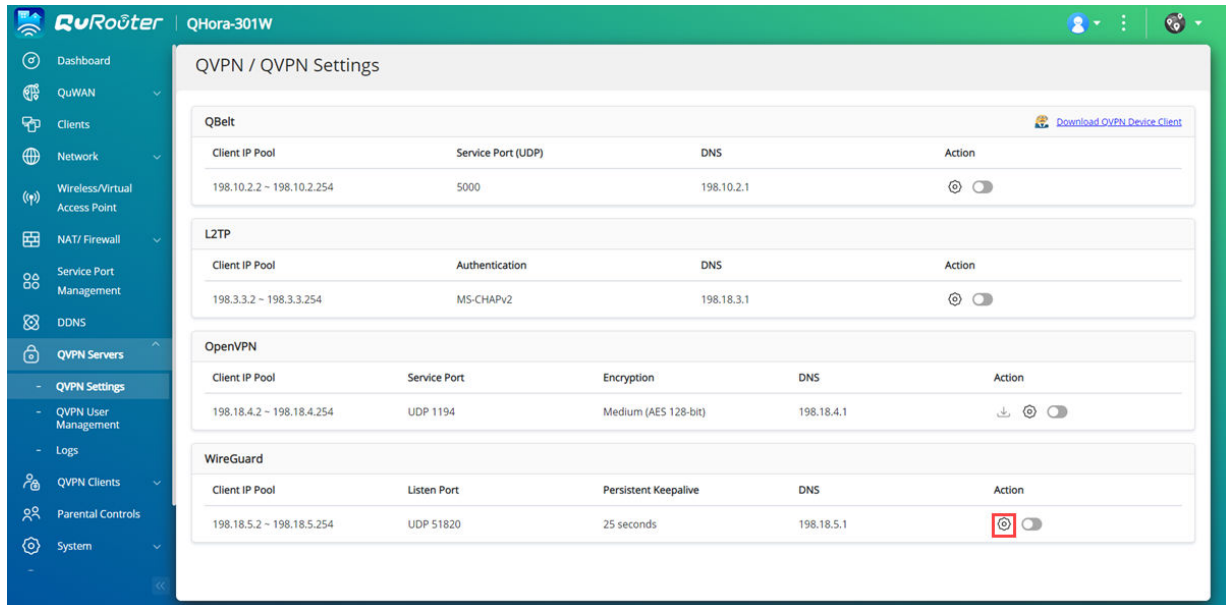 QuRouter | QHora-301W
Dashboard
QuWAN
Clients
Network
Wireless/Virtual
Access Point
NAT/ Firewall
Service Port
Management
DDNS
QVPN Servers
- QVPN Settings
- QVPN User
Management
- Logs
QVPN Clients
Parental Controls
System
QVPN / QVPN Settings
QBelt
Download QVPN Device Client
Client IP Pool Service Port (UDP) DNS Action
198.10.2.2 ~ 198.10.2.254 5000 198.10.2.1
L2TP
Client IP Pool Authentication DNS Action
198.3.3.2 ~ 198.3.3.254 MS-CHAPv2 198.18.3.1
OpenVPN
Client IP Pool Service Port Encryption DNS Action
198.18.4.2 ~ 198.18.4.254 UDP 1194 Medium (AES 128-bit) 198.18.4.1
WireGuard
Client IP Pool Listen Port Persistent Keepalive DNS Action
198.18.5.2 ~ 198.18.5.254 UDP 51820 25 seconds 198.18.5.1